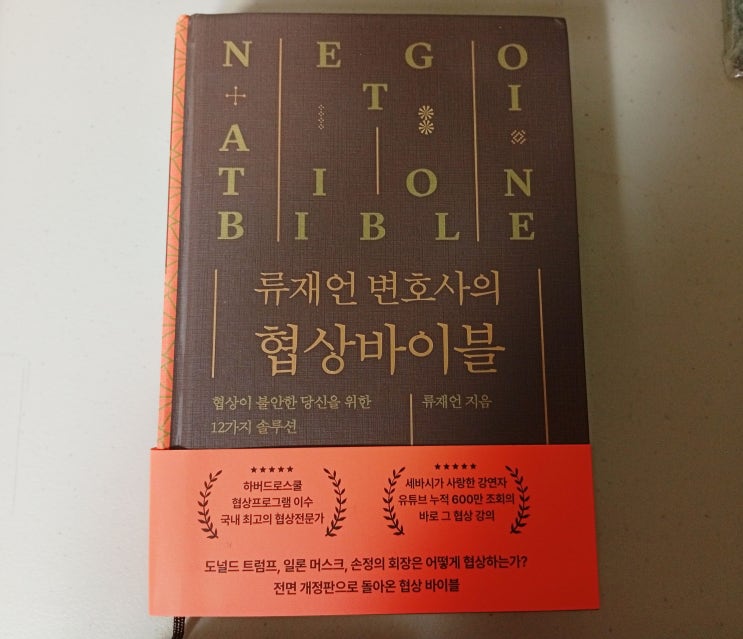 NEGO
TI
A
TION
BIBLE
류재언 변호사의
협상바이블
협상이 불안한 당신을 위한
12가지 솔루션
류재언 지음
하버드로스쿨
협상프로그램 이수
국내 최고의 협상전문가
세바시가 사랑한 강연자
유튜브 누적 600만 조회의
바로 그 협상 강의
도널드 트럼프, 일론 머스크, 손정의 회장은 어떻게 협상하는가?
전면 개정판으로 돌아온 협상 바이블